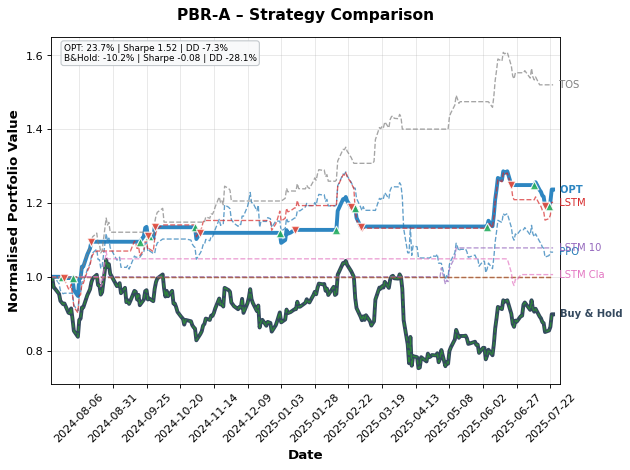 PBR-A – Strategy Comparison
OPT: 23.7% | Sharpe 1.52 | DD -7.3%
B&Hold: -10.2% | Sharpe -0.08 | DD -28.1%
Normalised Portfolio Value
1.6
1.4
1.2
1.0
0.8
TOS
OPT
LSTM
LSTM 10
PPO
LSTM Cla
Buy & Hold
2024-08-06
2024-08-31
2024-09-25
2024-10-20
2024-11-14
2024-12-09
2025-01-03
2025-01-28
2025-02-22
2025-03-19
2025-04-13
2025-05-08
2025-06-02
2025-06-27
2025-07-22
Date